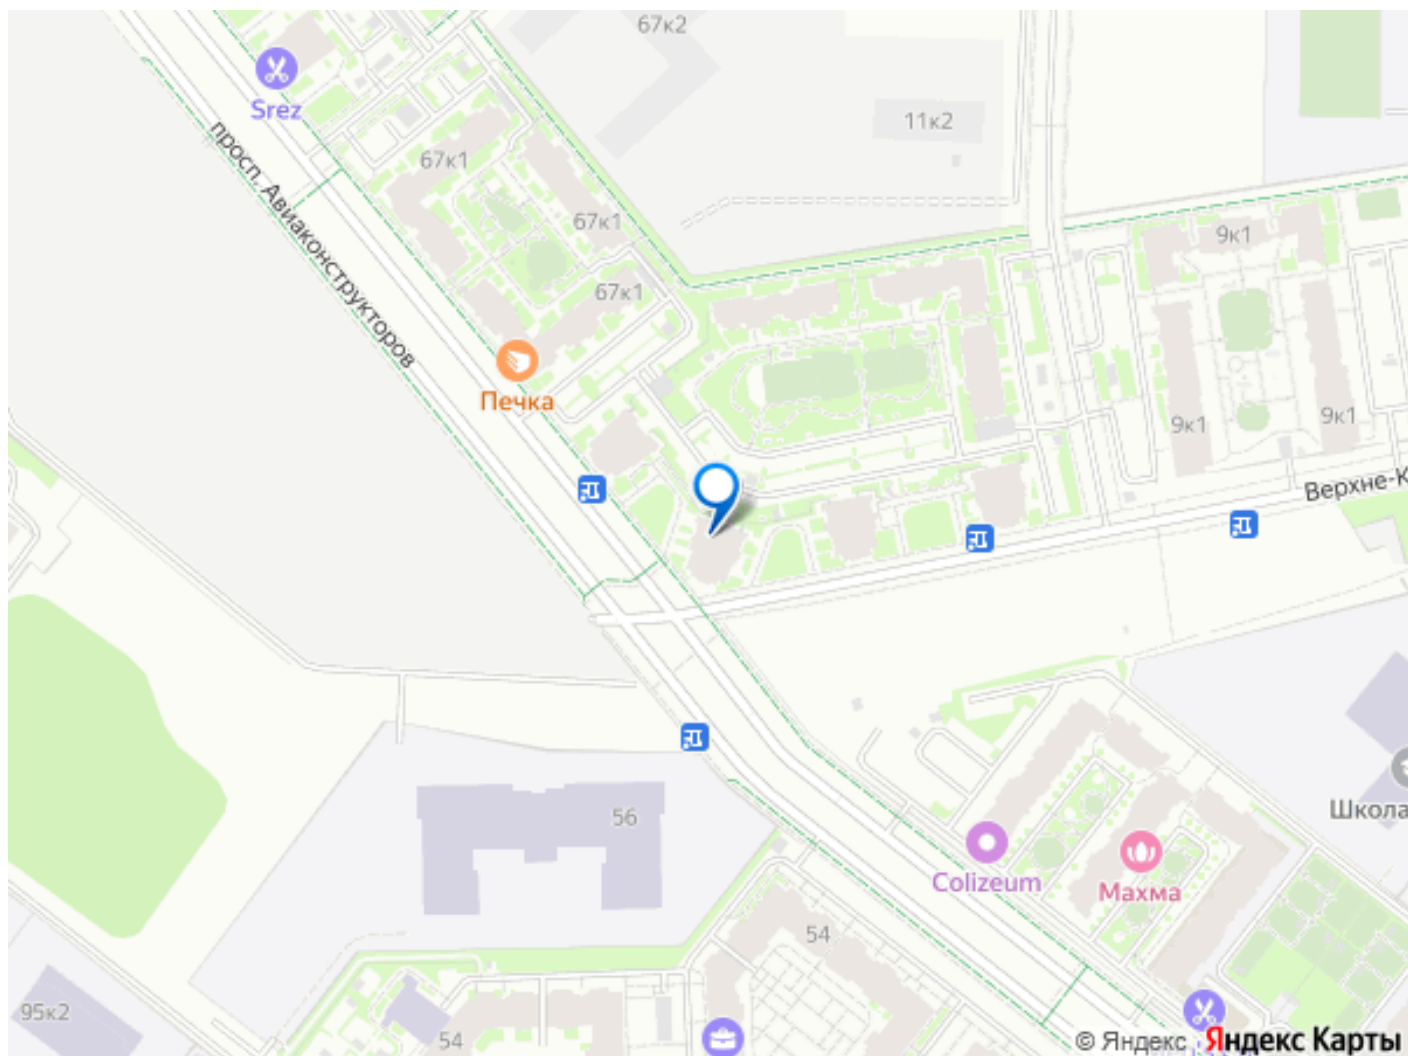 67к2
Srez
11к2
67к1
просп. Авиаконструкторов
67к1
9к1
67к1
Печка
9к1
9к1
Верхне-К
56
Школа
Colizeum
Махма
54
95к2
54
© Яндекс Яндекс Карты